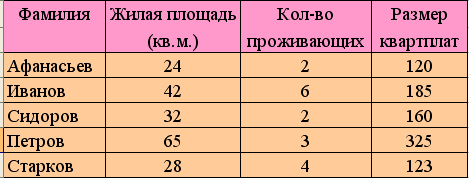 Фамилия Жилая площадь Кол-во Размер
(кв.м.) проживающих квартплат
Афанасьев 24 2 120
Иванов 42 6 185
Сидоров 32 2 160
Петров 65 3 325
Старков 28 4 123